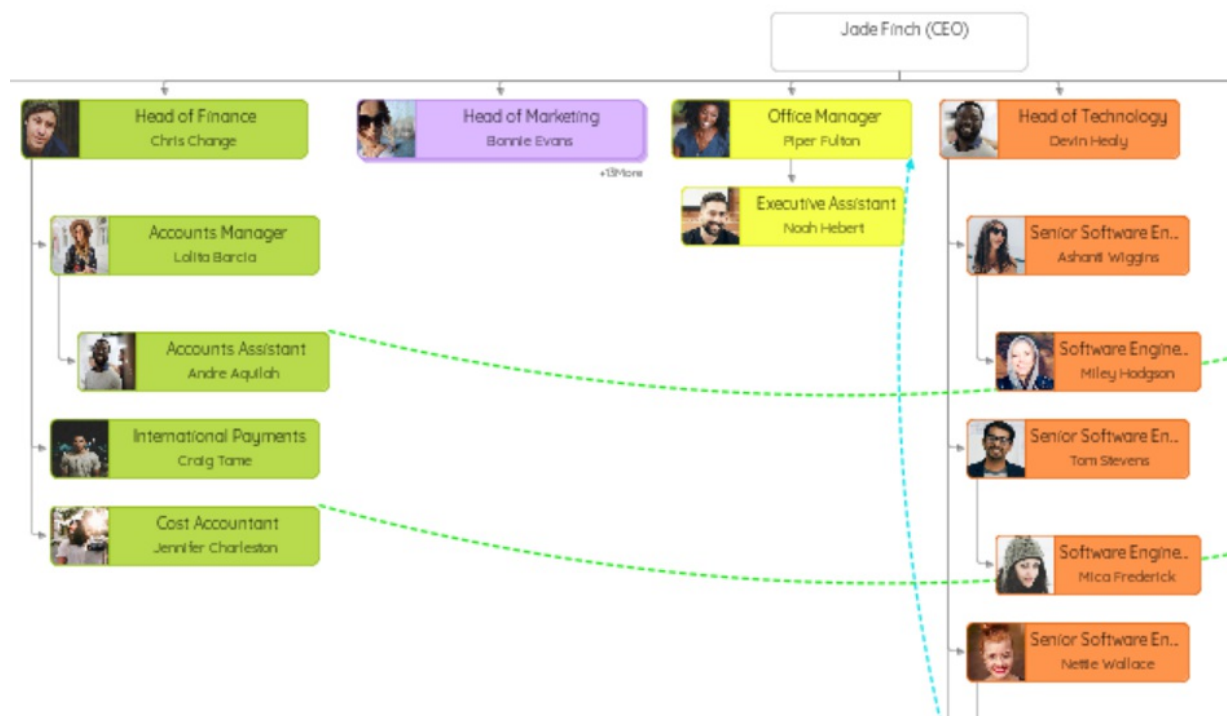 Jade Finch (CEO)
Head of Finance
Chris Change
Head of Marketing
Bonnie Evans
+13More
Office Manager
Piper Fulton
Head of Technology
Devin Healy
Executive Assistant
Noah Hebert
Accounts Manager
Lolita Barcia
Senior Software En...
Ashanti Wiggins
Accounts Assistant
Andre Aquilah
Software Engine..
Miley Hodgson
International Payments
Craig Tame
Senior Software En...
Tom Stevens
Cost Accountant
Jennifer Charleston
Software Engine..
Mica Frederick
Senior Software En...
Nettie Wallace